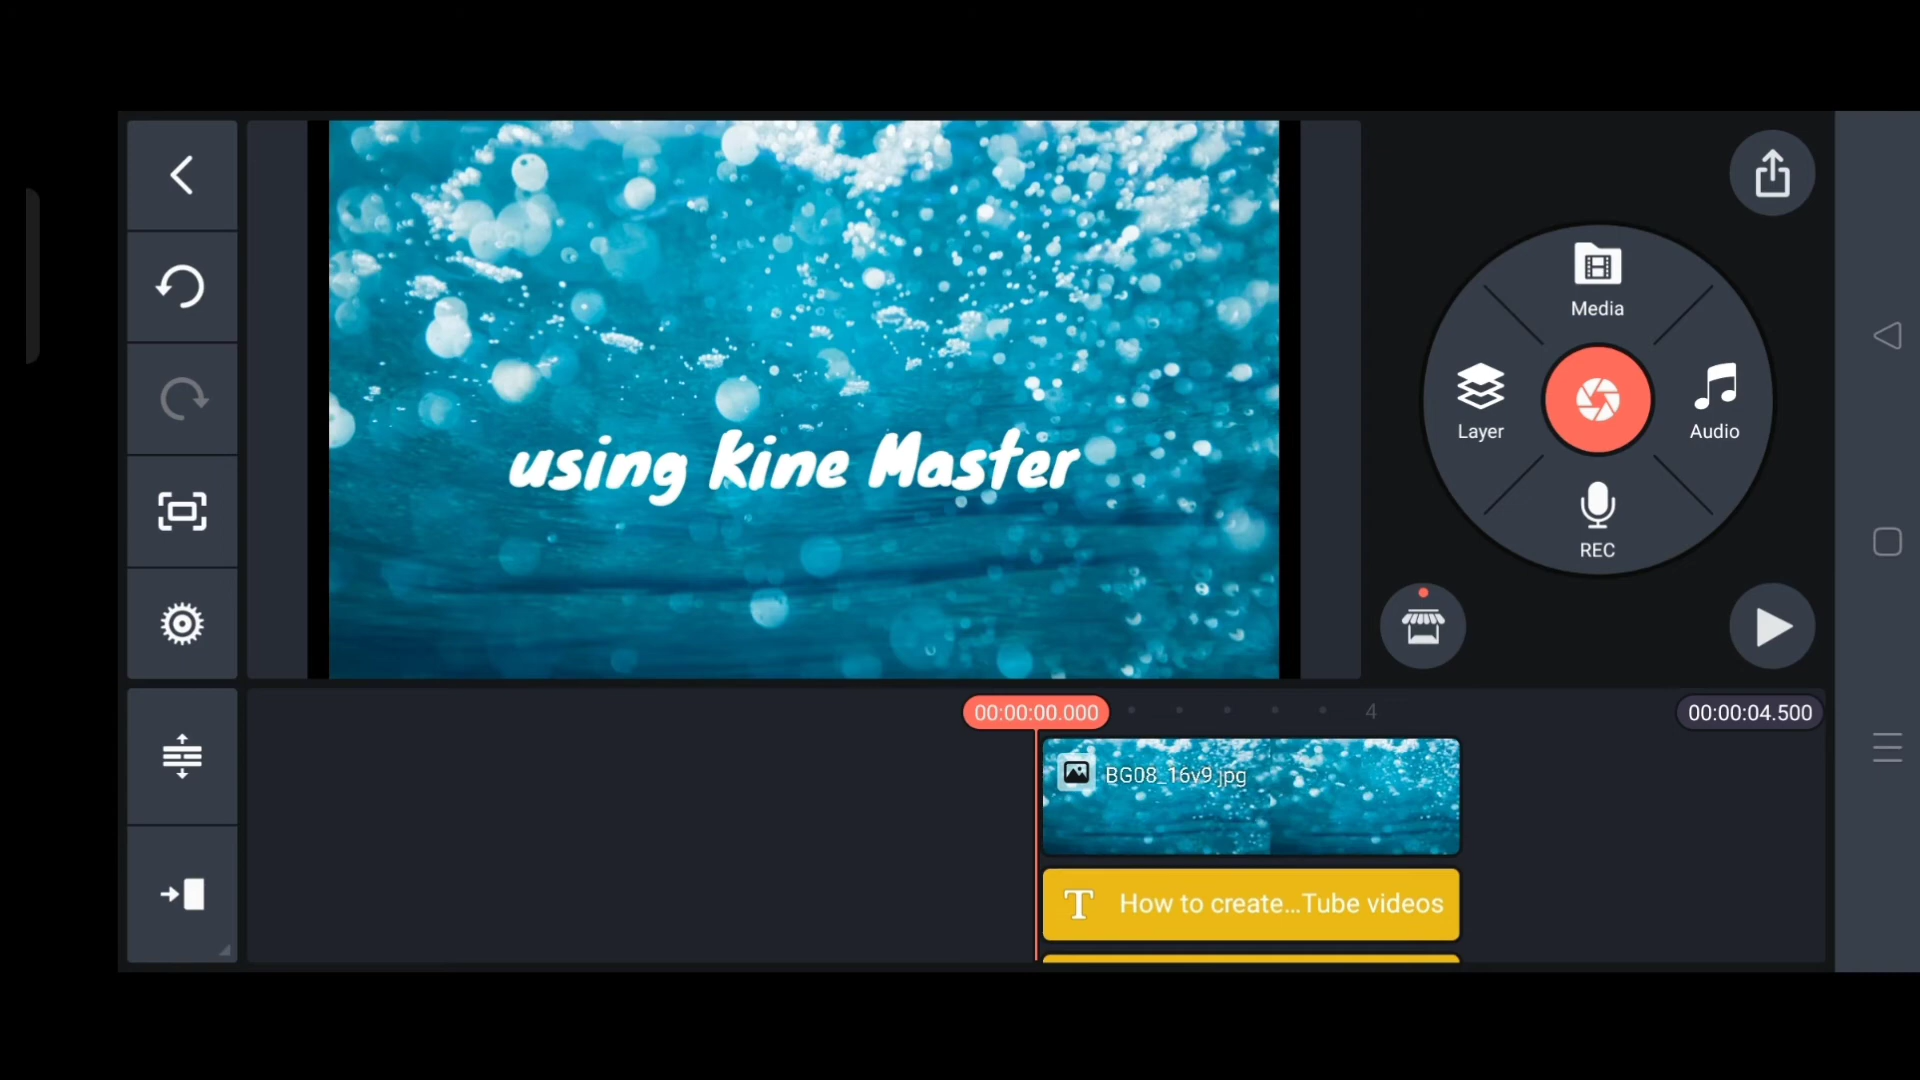 using Kine Master
Media
Layer
Audio
REC
00:00:00.000
4
00:00:04.500
BG08_16v9.jpg
T How to create...Tube videos